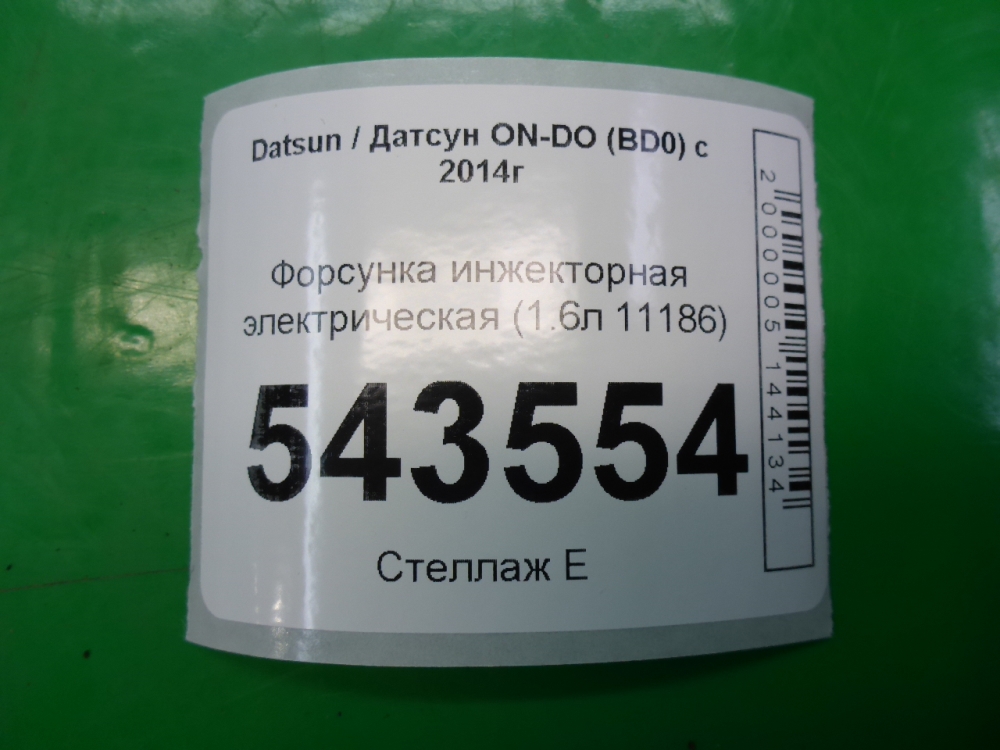 Datsun / Датсун ON-DO (BD0) с
2014г
Форсунка инжекторная
электрическая (1.6л 11186)
543554
Стеллаж Е
2000005144134